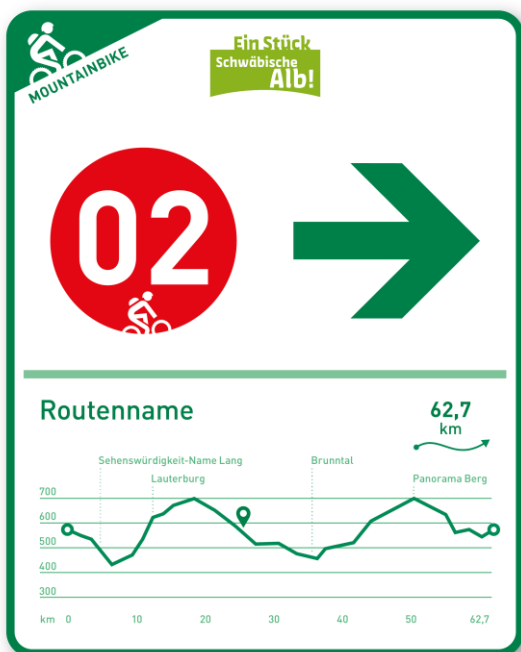 MOUNTAINBIKE
Ein Stück
Schwäbische
Alb!
02
Routenname
62,7
km
Sehenswürdigkeit-Name Lang
Brunntal
Lauterburg
Panorama Berg
700
600
500
400
300
km 0 10 20 30 40 50 62,7